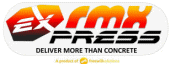 EX RMX
PRESS
DELIVER MORE THAN CONCRETE
A product of